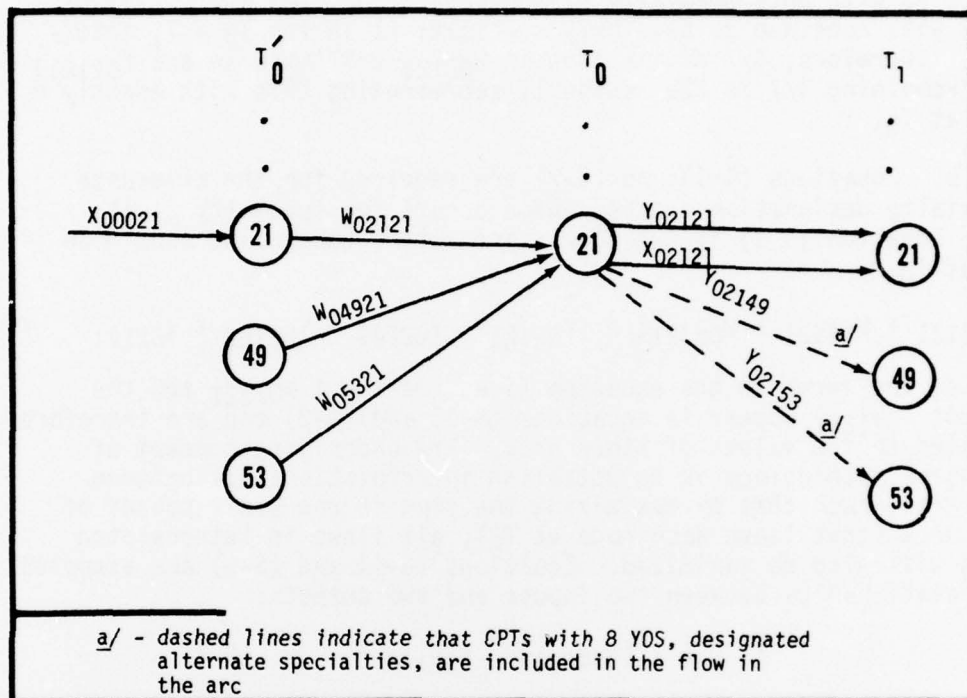 T′0 T0 T1
X00021
21
W02121
21
Y02121
X02121
21
W04921
Y02149
a/
49
49
W05321
Y02153
a/
53
53
a/ - dashed lines indicate that CPTs with 8 YOS, designated
alternate specialties, are included in the flow in
the arc